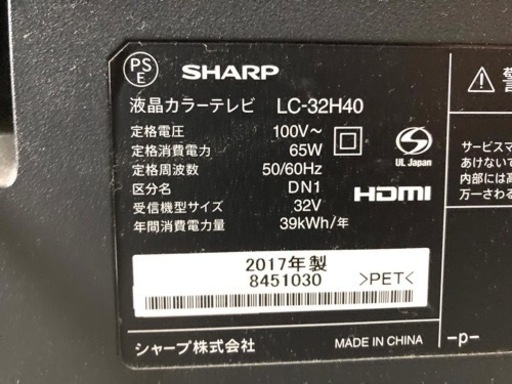 PS
E
SHARP
液晶カラーテレビ LC-32H40
定格電圧 100V～
定格消費電力 65W
定格周波数 50/60Hz
区分名 DN1
受信機型サイズ 32V
年間消費電力量 39kWh/年
S
UL Japan
HDMI
2017年製
8451030
>PET<
シャープ株式会社
MADE IN CHINA
警
サービスマ
あけないで
内部には高
万一さわる
-p-